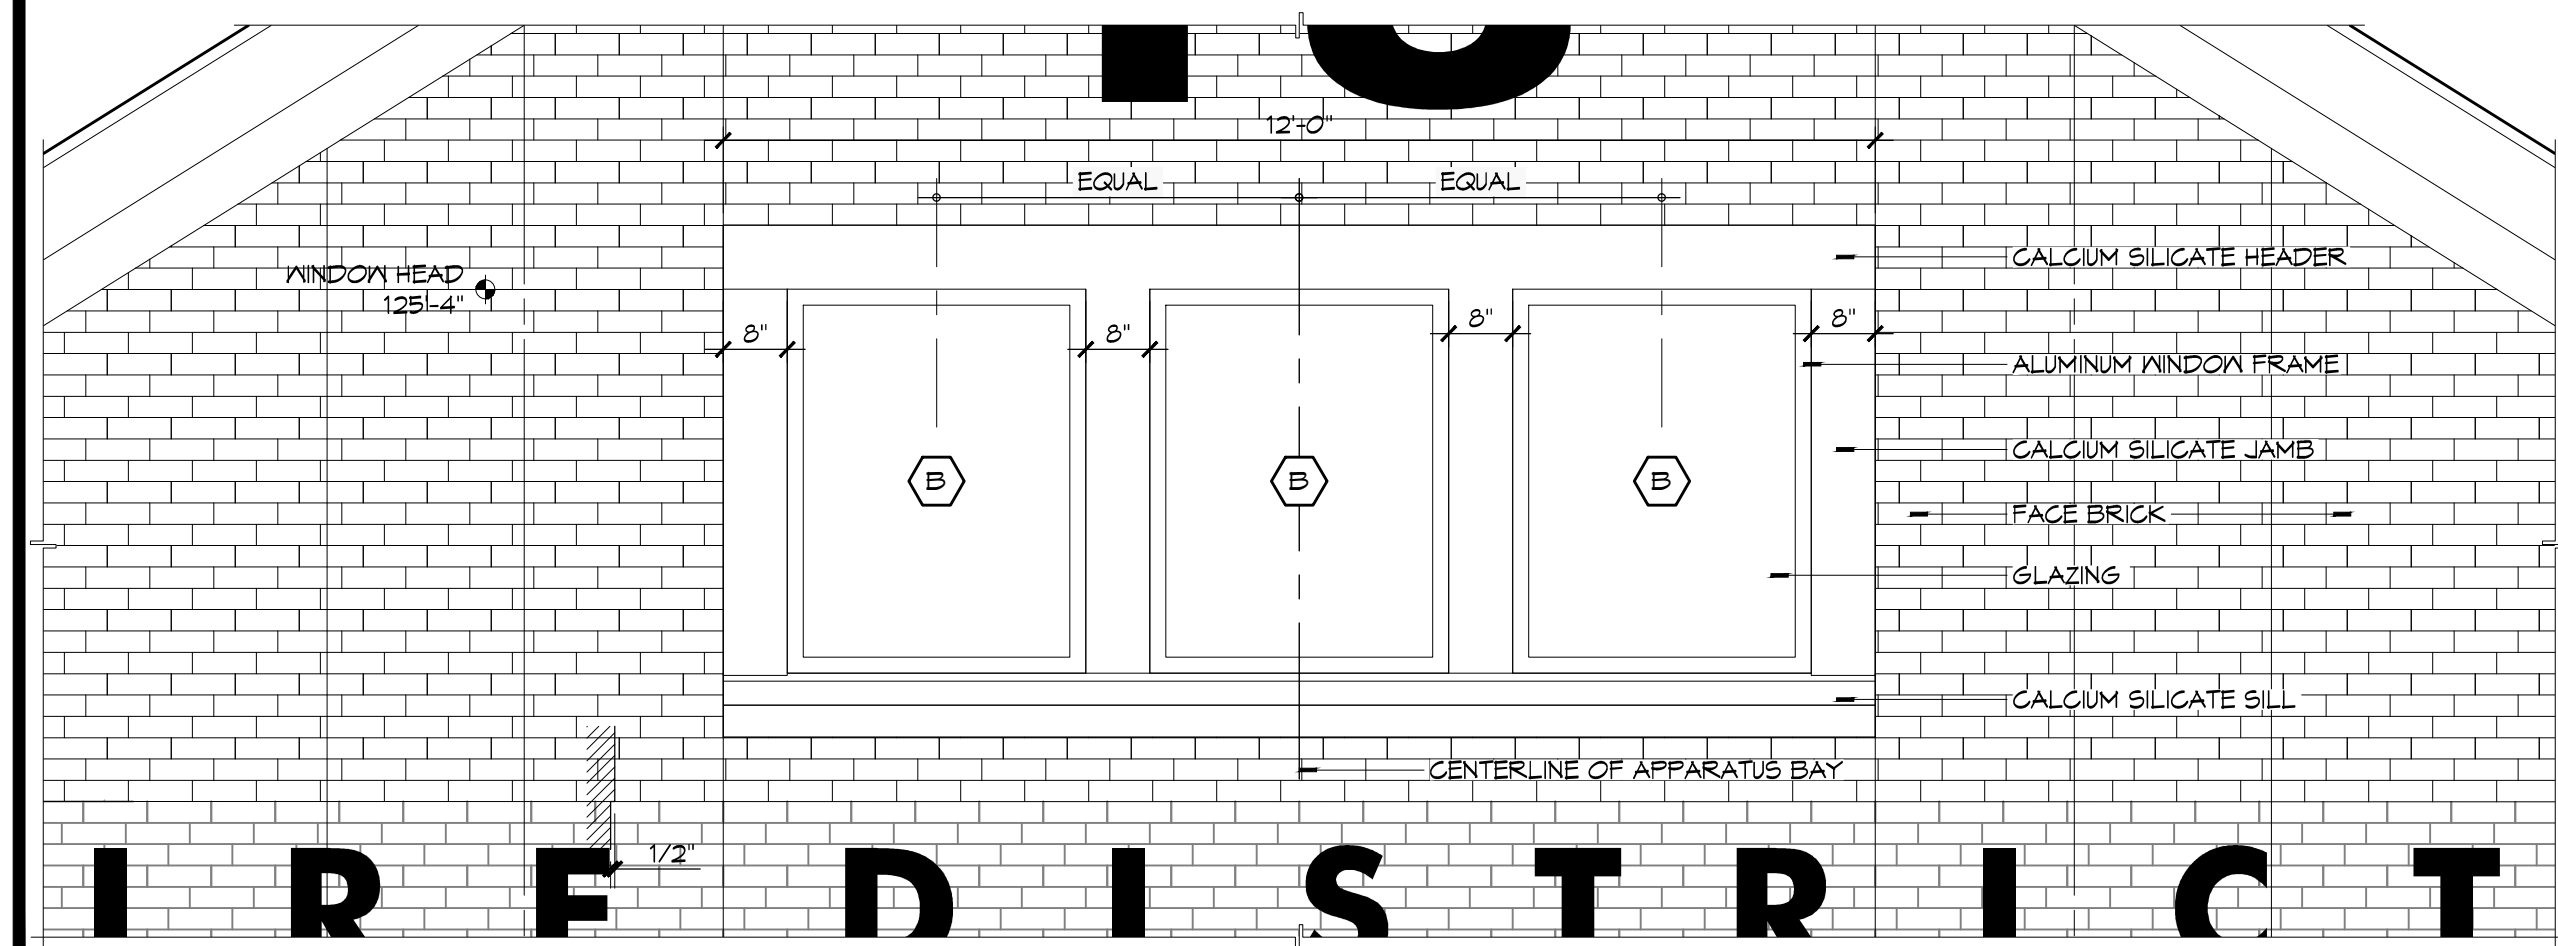 12'-0"
EQUAL EQUAL
CALCIUM SILICATE HEADER
WINDOW HEAD
125'-4"
8" 8" 8" 8"
ALUMINUM WINDOW FRAME
CALCIUM SILICATE JAMB
B B B
FACE BRICK
GLAZING
CALCIUM SILICATE SILL
CENTERLINE OF APPARATUS BAY
1/2"
I R E D I S T R I C T